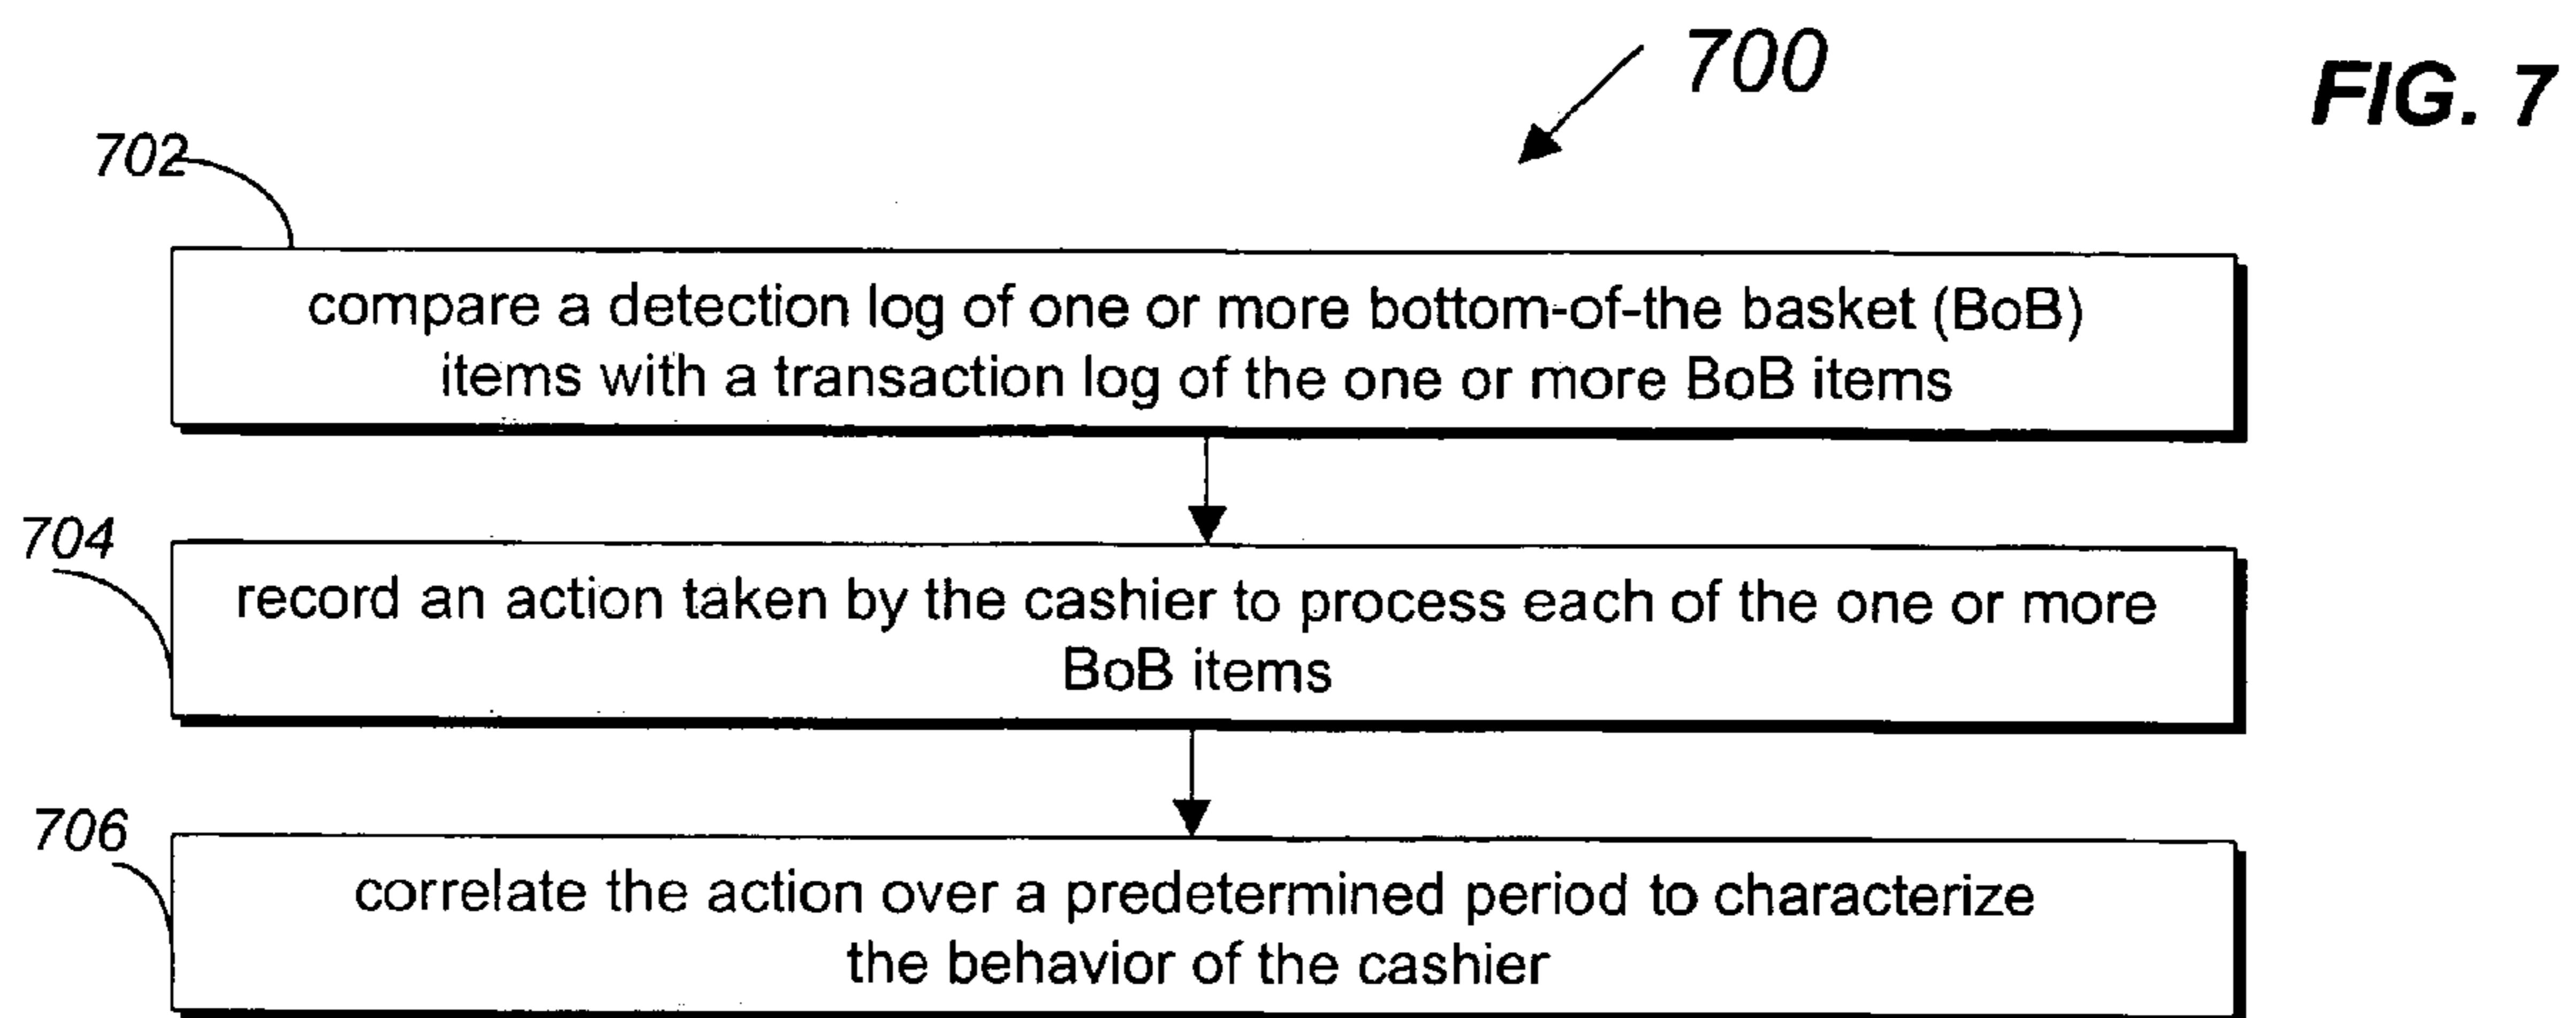 700
FIG. 7
702
compare a detection log of one or more bottom-of-the basket (BoB)
items with a transaction log of the one or more BoB items
704
record an action taken by the cashier to process each of the one or more
BoB items
706
correlate the action over a predetermined period to characterize
the behavior of the cashier